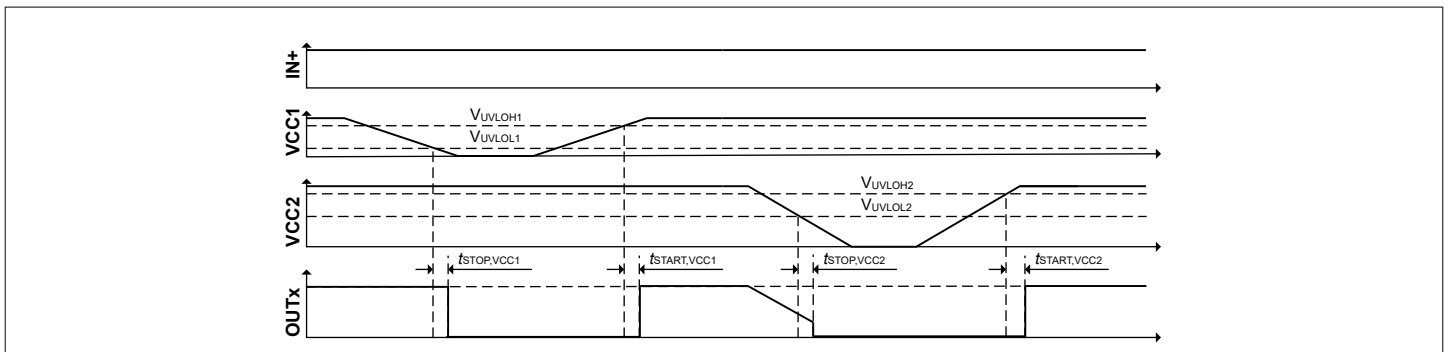 IN+
VCC1
VUVLOH1
VUVLOL1
VCC2
VUVLOH2
VUVLOL2
tSTOP,VCC1
tSTART,VCC1
tSTOP,VCC2
tSTART,VCC2
OUTx